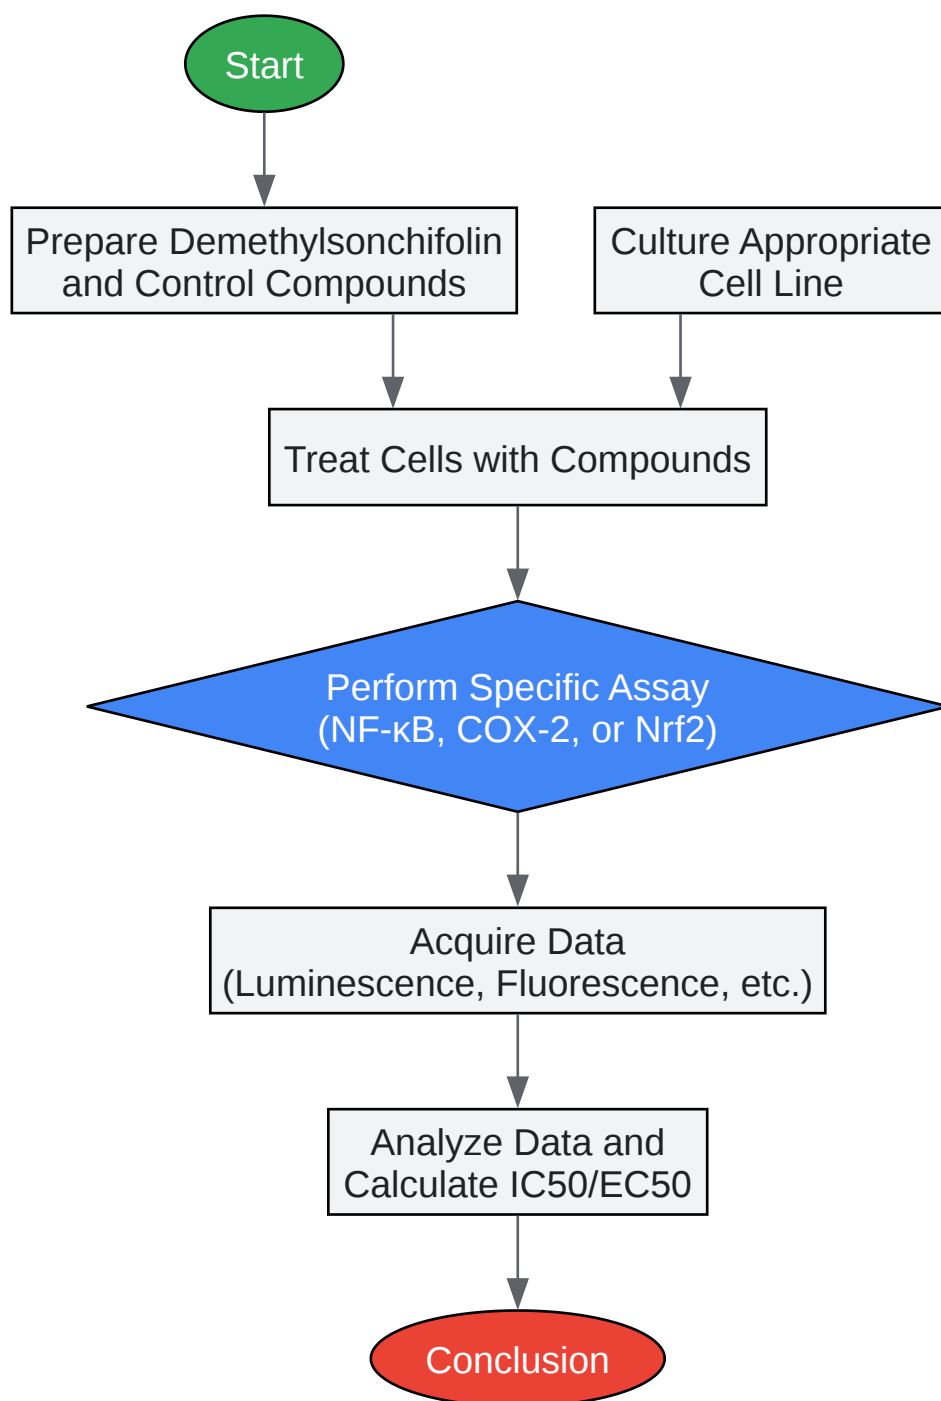 Start
Prepare Demethylsonchifolin
and Control Compounds
Culture Appropriate
Cell Line
Treat Cells with Compounds
Perform Specific Assay
(NF-κB, COX-2, or Nrf2)
Acquire Data
(Luminescence, Fluorescence, etc.)
Analyze Data and
Calculate IC50/EC50
Conclusion